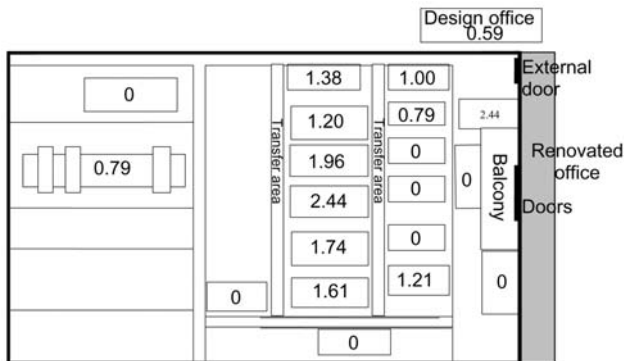 Design office
0.59
External
door
1.38
1.00
0
1.20
0.79
2.44
Transfer area
Transfer area
0.79
1.96
0
Renovated
office
0
Balcony
2.44
0
Doors
1.74
0
0
1.61
1.21
0
0